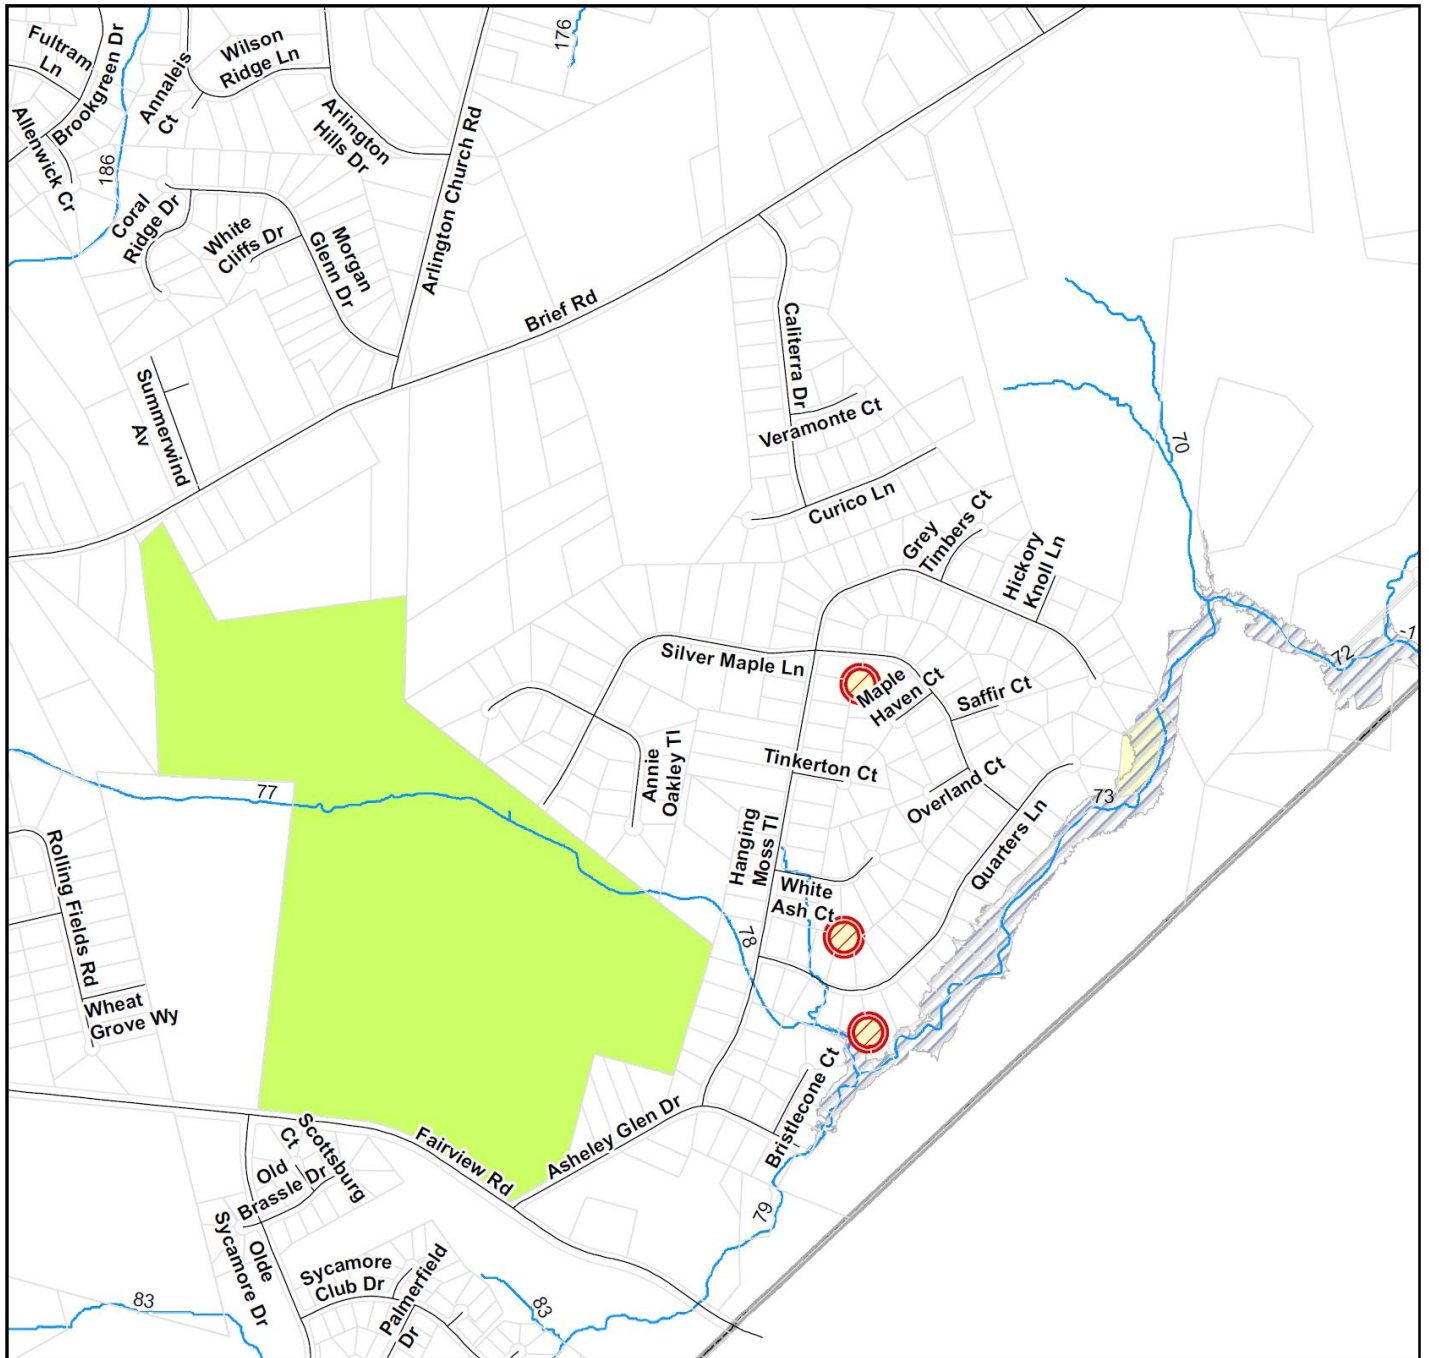 176
Fultram
Ln
Brookgreen Dr
Annaleis
Ct
Wilson
Ridge Ln
Arlington
Hills Dr
Arlington Church Rd
Allenwick Cr
186
Coral
Ridge Dr
White
Cliffs Dr
Morgan
Glenn Dr
Brief Rd
Summerwind
Av
Caliterra Dr
Veramonte Ct
Curico Ln
70
Grey
Timbers Ct
Hickory
Knoll Ln
-1
72
Silver Maple Ln
Maple
Haven Ct
Saffir Ct
Annie
Oakley Tl
Tinkerton Ct
Overland Ct
77
73
Rolling Fields Rd
Hanging
Moss Tl
Quarters Ln
White
Ash Ct
78
Wheat
Grove Wy
Bristlecone Ct
Asheley Glen Dr
Fairview Rd
Scottsburg
Ct
Old
Brassle Dr
79
Olde
Sycamore Dr
Sycamore
Club Dr
Palmerfield
Dr
83
83